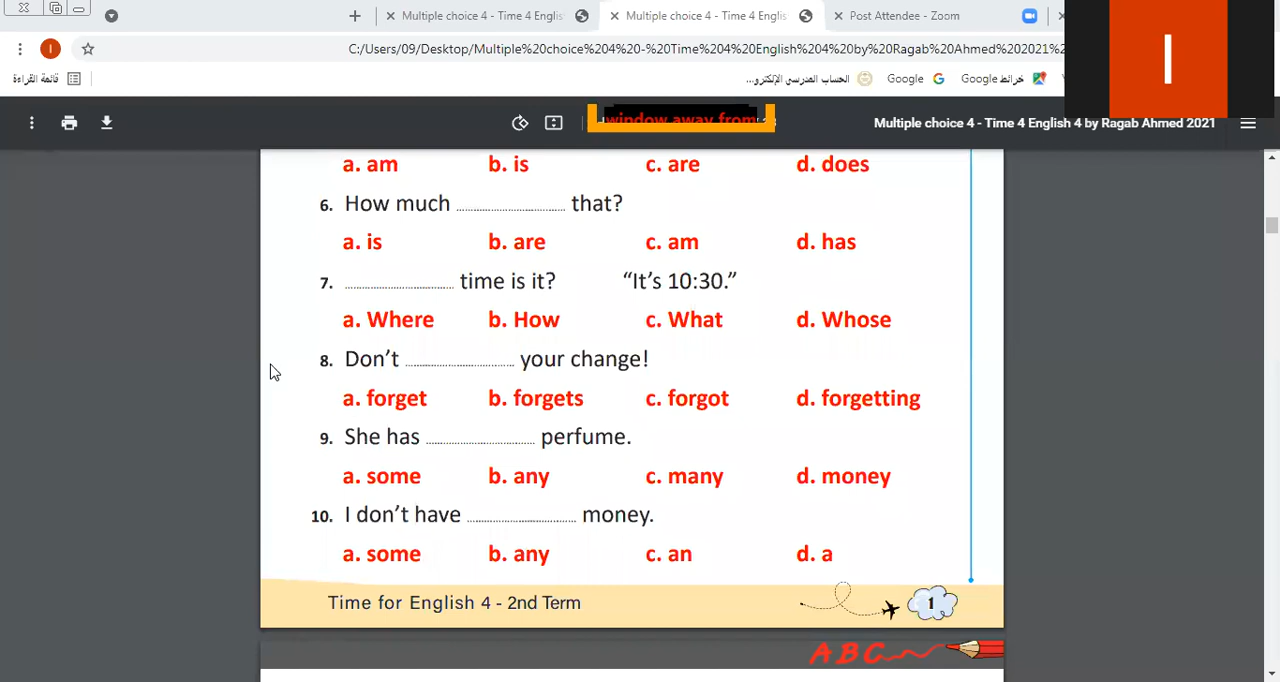 Multiple choice 4 - Time 4 Englis
Multiple choice 4 - Time 4 Englis
Post Attendee - Zoom
C:/Users/09/Desktop/Multiple%20choice%204%20-%20Time%204%20English%204%20by%20Ragab%20Ahmed%202021%
قائمة القراءة
الحساب المدرسي الإلكترو...
Google
خرائط Google
I
window away from
Multiple choice 4 - Time 4 English 4 by Ragab Ahmed 2021
a. am b. is c. are d. does
6. How much .......................... that?
a. is b. are c. am d. has
7. .......................... time is it? “It’s 10:30.”
a. Where b. How c. What d. Whose
8. Don’t .......................... your change!
a. forget b. forgets c. forgot d. forgetting
9. She has .......................... perfume.
a. some b. any c. many d. money
10. I don’t have .......................... money.
a. some b. any c. an d. a
Time for English 4 - 2nd Term
1
ABC